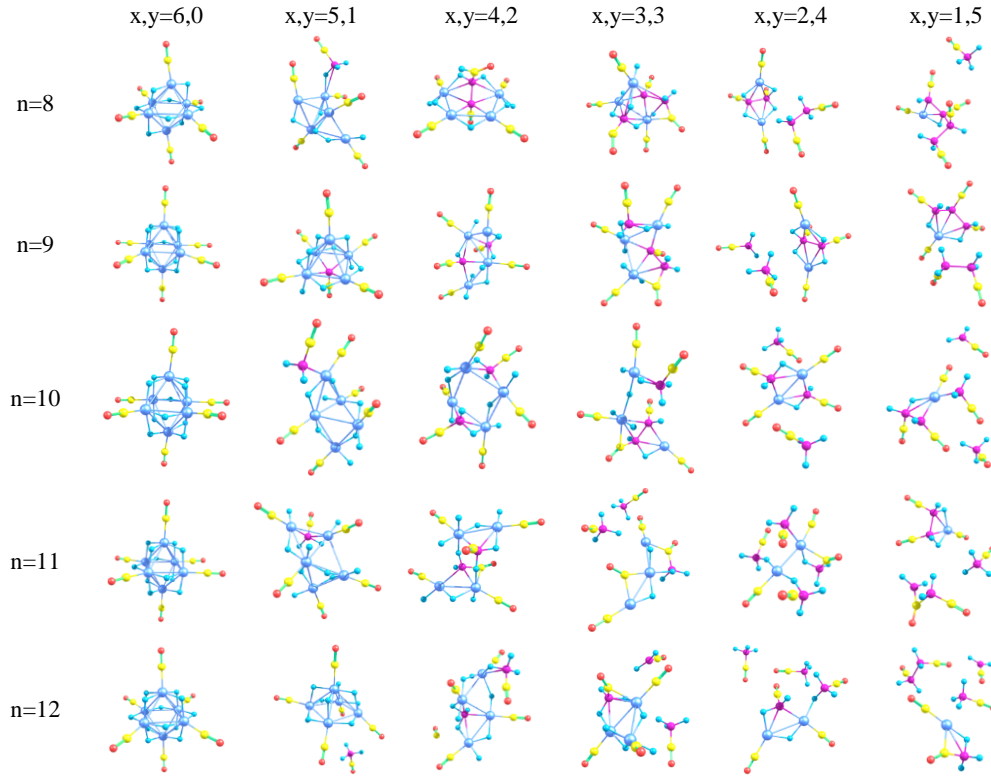 x,y=6,0 x,y=5,1 x,y=4,2 x,y=3,3 x,y=2,4 x,y=1,5
n=8
n=9
n=10
n=11
n=12